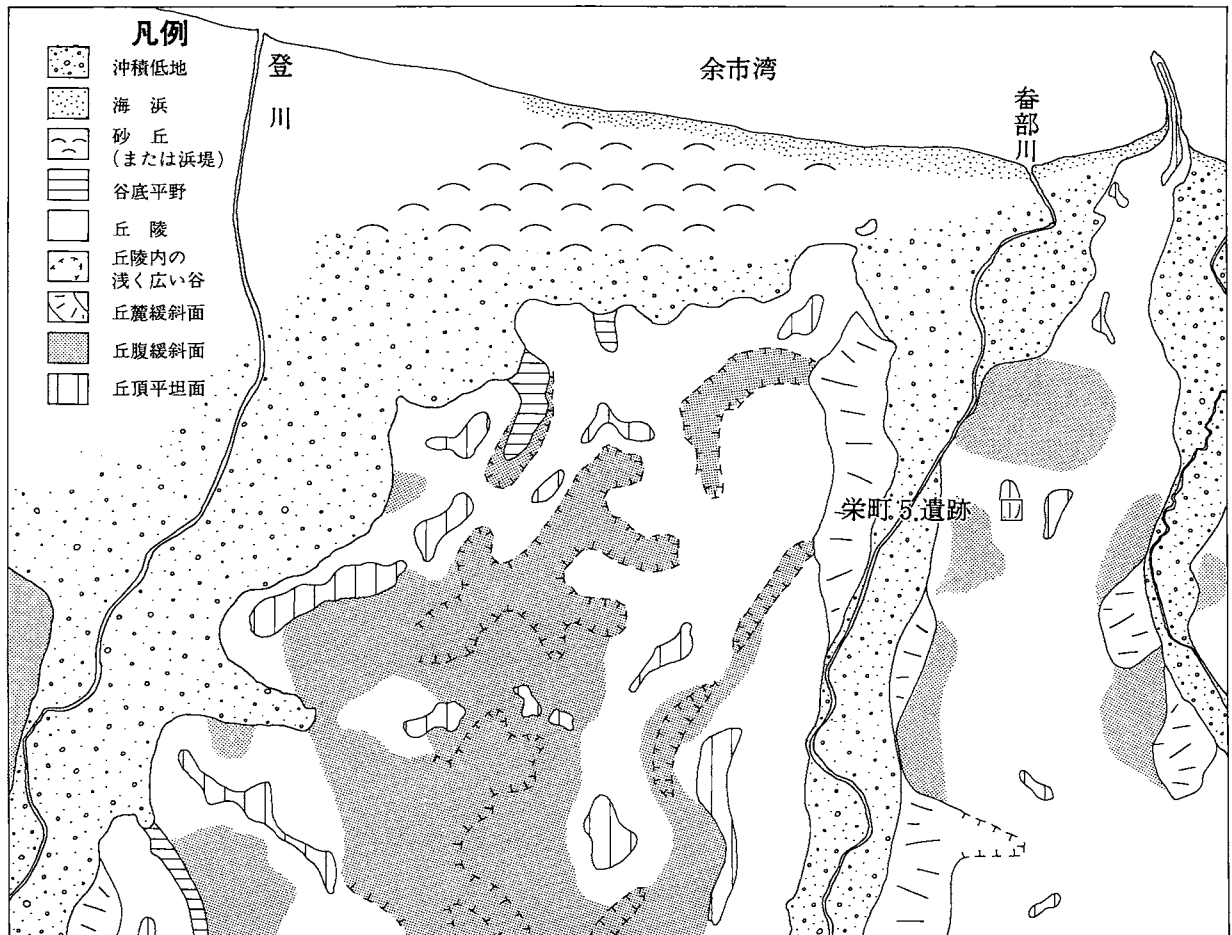 凡例
沖積低地
海 浜
砂 丘
(または浜堤)
谷底平野
丘 陵
丘陵内の
浅く広い谷
丘麓緩斜面
丘腹緩斜面
丘頂平坦面
登川
余市湾
畚部川
栄町5遺跡